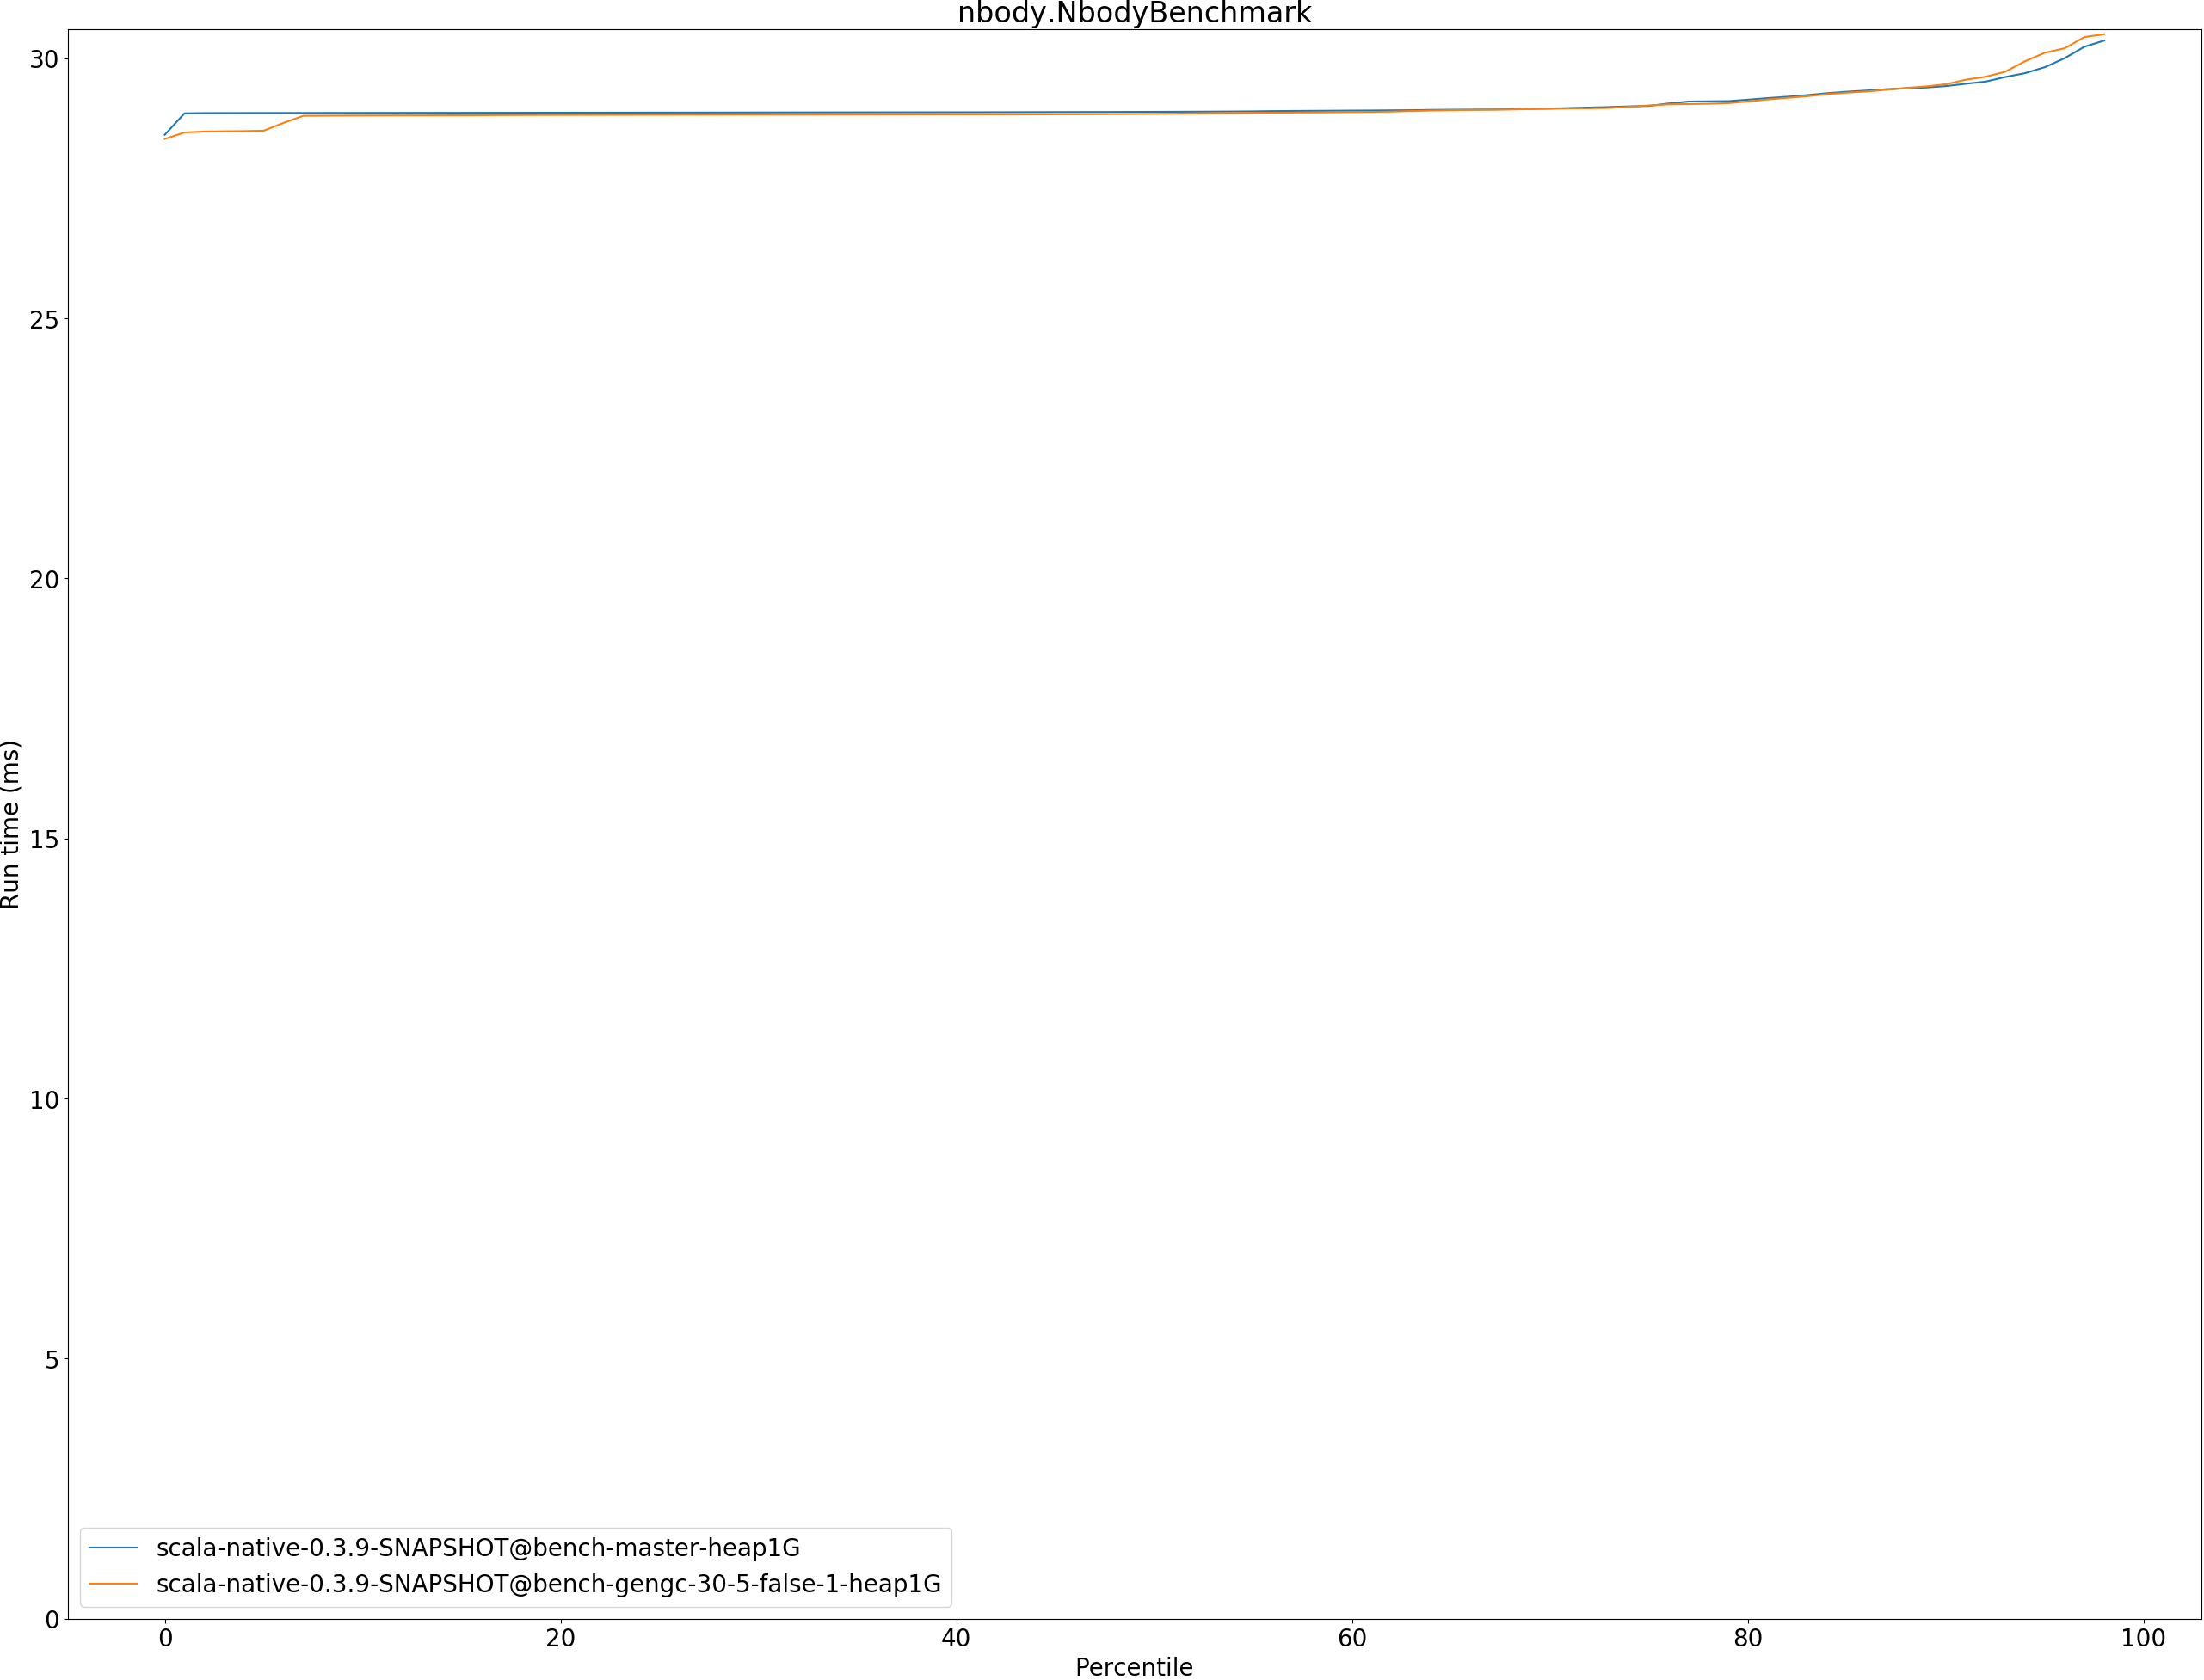 nbody.NbodyBenchmark
30
25
20
15
10
5
0
Run time (ms)
0 20 40 60 80 100
Percentile
scala-native-0.3.9-SNAPSHOT@bench-master-heap1G
scala-native-0.3.9-SNAPSHOT@bench-gengc-30-5-false-1-heap1G